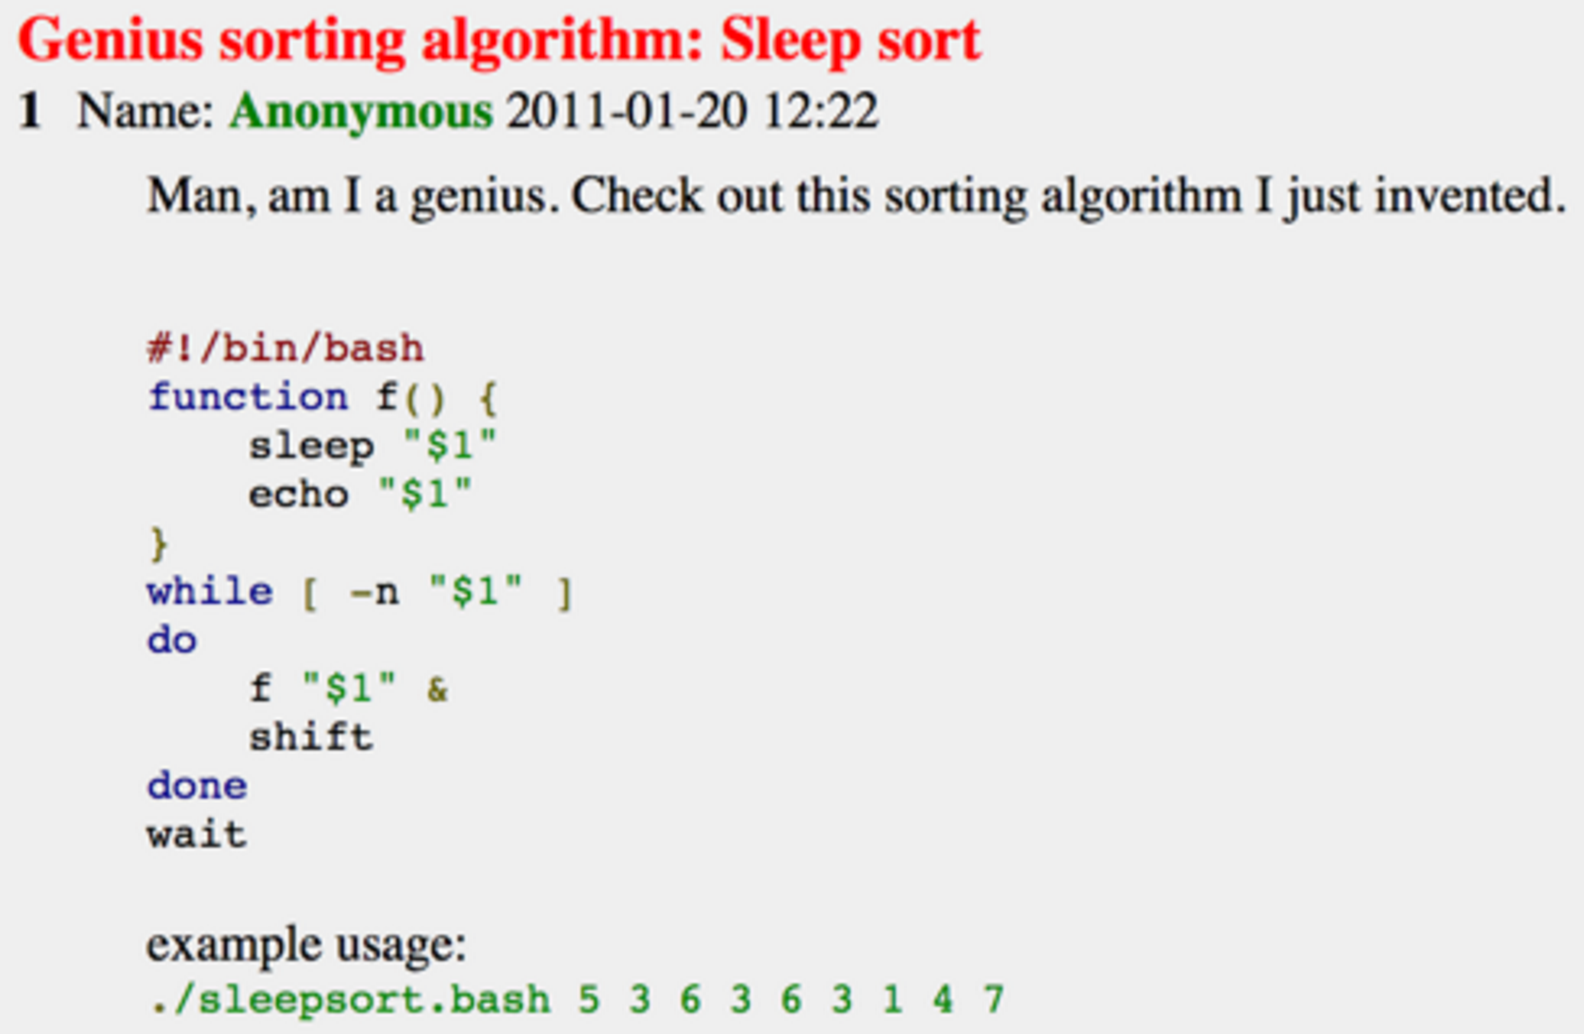 Genius sorting algorithm: Sleep sort
1 Name: Anonymous 2011-01-20 12:22
Man, am I a genius. Check out this sorting algorithm I just invented.
#!/bin/bash
function f() {
    sleep "$1"
    echo "$1"
}
while [ -n "$1" ]
do
    f "$1" &
    shift
done
wait
example usage:
./sleepsort.bash 5 3 6 3 6 3 1 4 7